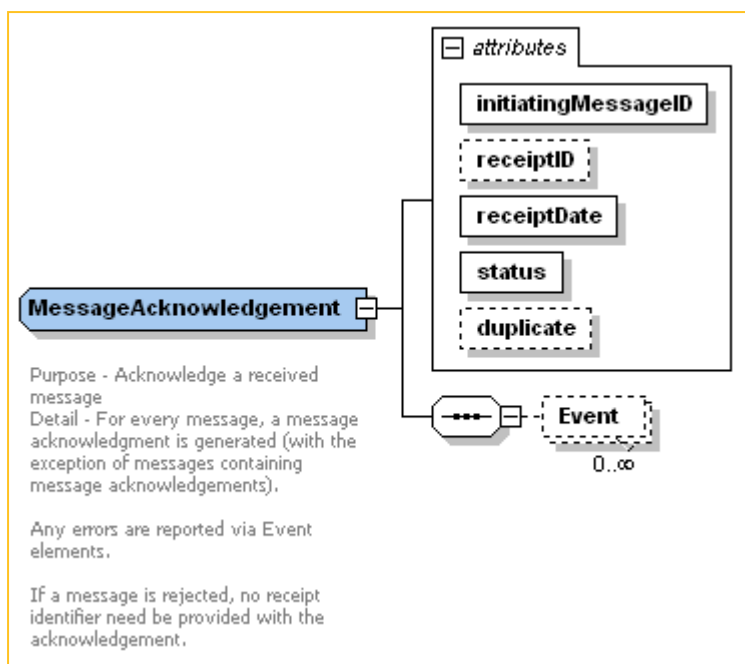 attributes
initiatingMessageID
receiptID
receiptDate
status
duplicate
MessageAcknowledgement
Purpose - Acknowledge a received
message
Detail - For every message, a message
acknowledgment is generated (with the
exception of messages containing
message acknowledgements).
Any errors are reported via Event
elements.
If a message is rejected, no receipt
identifier need be provided with the
acknowledgement.
Event
0..∞